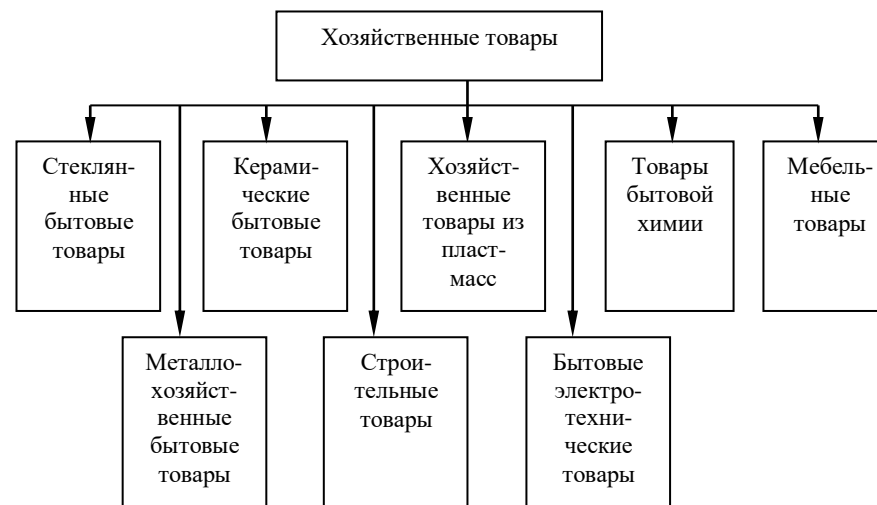 Хозяйственные товары
Стеклян-
ные
бытовые
товары
Керами-
ческие
бытовые
товары
Хозяйст-
венные
товары из
пласт-
масс
Товары
бытовой
химии
Мебель-
ные
товары
Металло-
хозяйст-
венные
бытовые
товары
Строи-
тельные
товары
Бытовые
электро-
техни-
ческие
товары